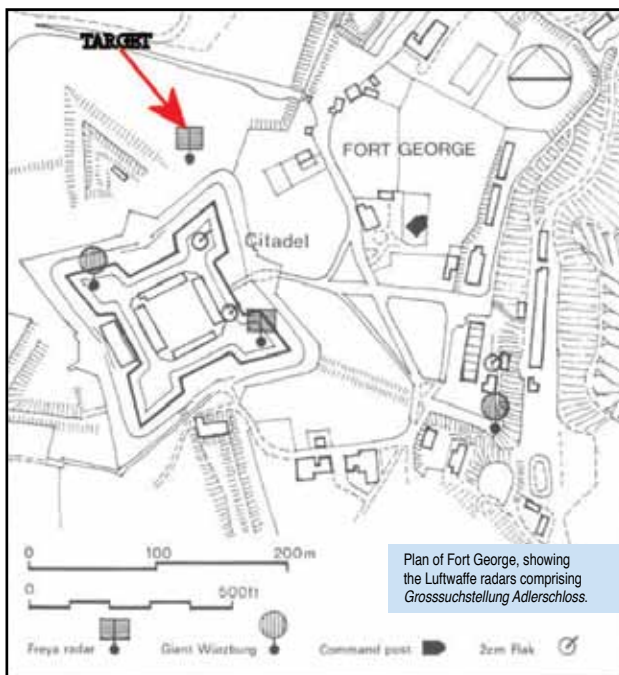 TARGET
FORT GEORGE
Citadel
0 100 200m
0 500ft
Plan of Fort George, showing
the Luftwaffe radars comprising
Grosssuchstellung Adlerschloss.
Freya radar Giant Würzburg Command post 2cm Flak